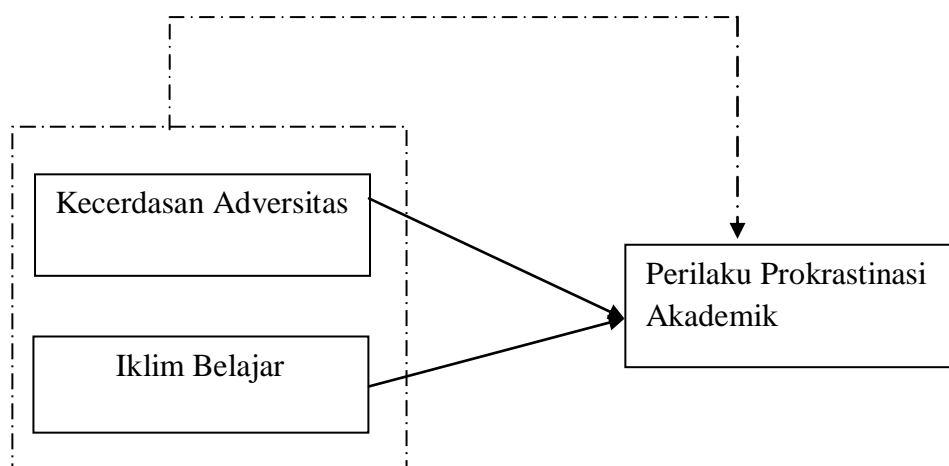 Kecerdasan Adversitas
Perilaku Prokrastinasi
Akademik
Iklim Belajar